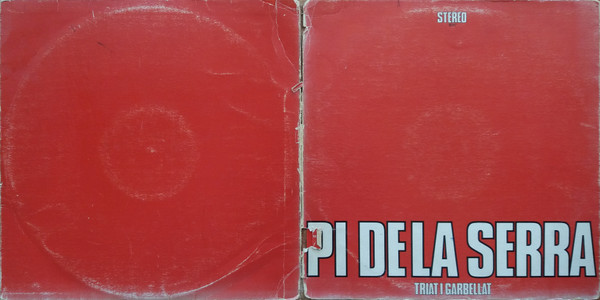 STEREO
PI DE LA SERRA
TRIAT I GARBELLAT